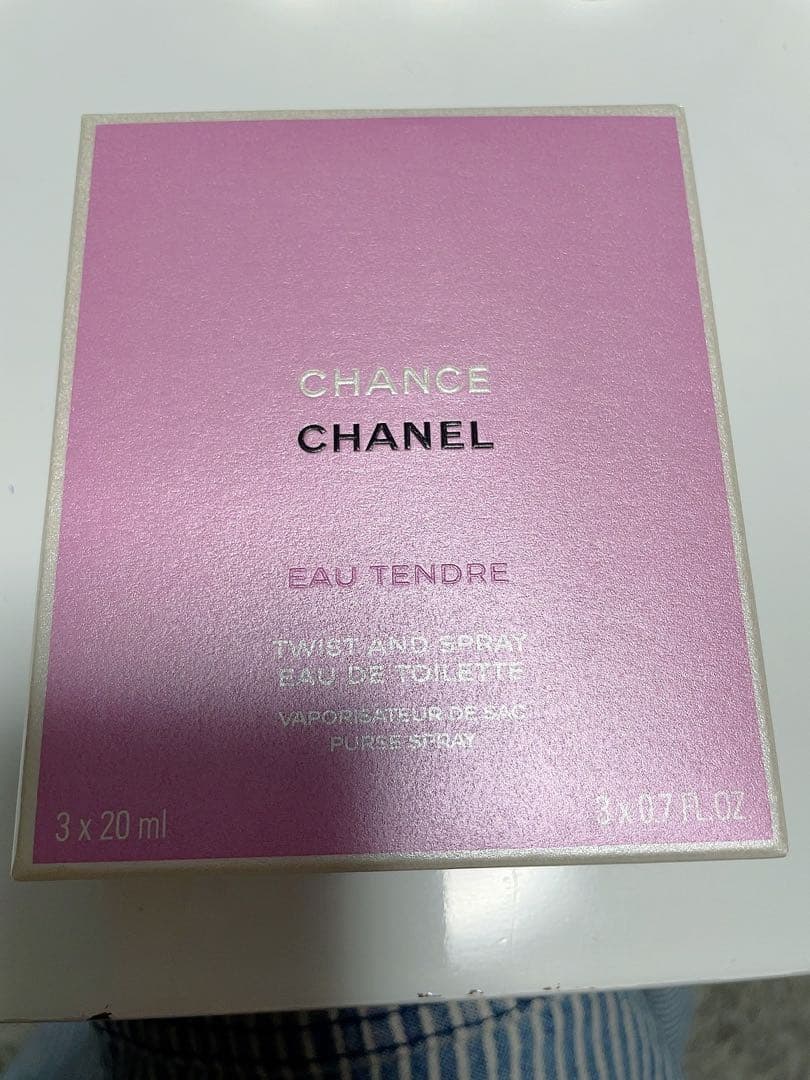 CHANCE
CHANEL
EAU TENDRE
TWIST AND SPRAY
EAU DE TOILETTE
VAPORISATEUR DE SAC
PURSE SPRAY
3 x 20 ml
3 x 0.7 FL.OZ